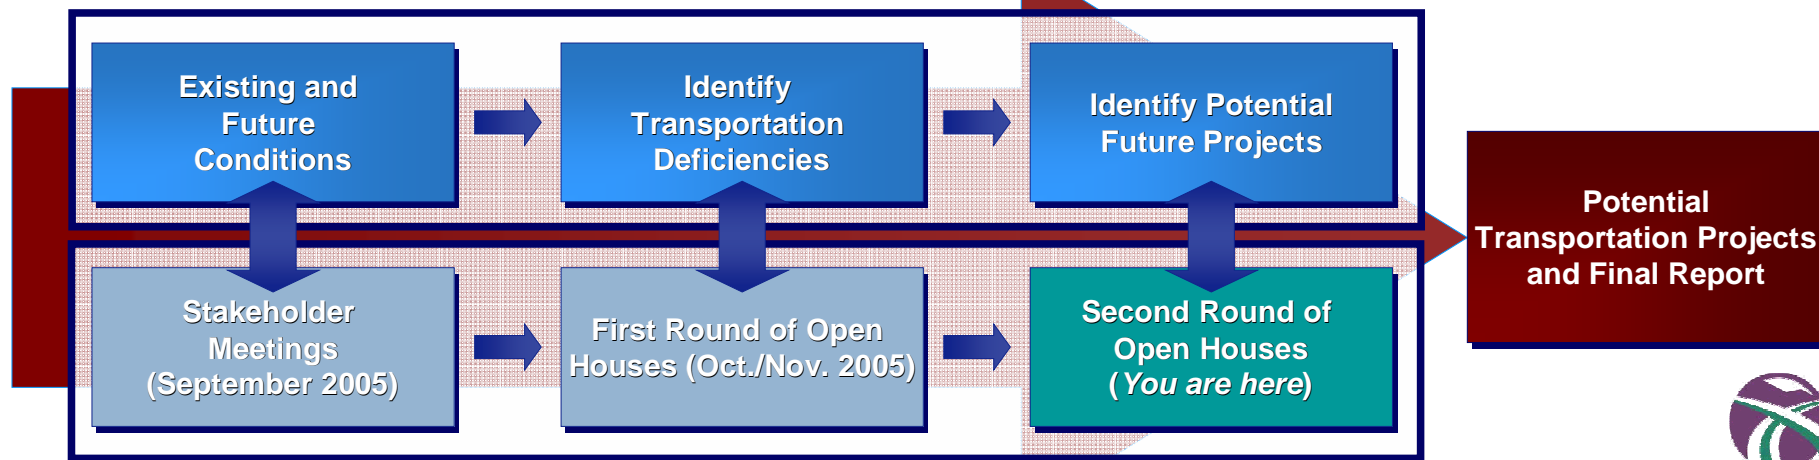 Existing and
Future
Conditions
Identify
Transportation
Deficiencies
Identify Potential
Future Projects
Stakeholder
Meetings
(September 2005)
First Round of Open
Houses (Oct./Nov. 2005)
Second Round of
Open Houses
(You are here)
Potential
Transportation Projects
and Final Report